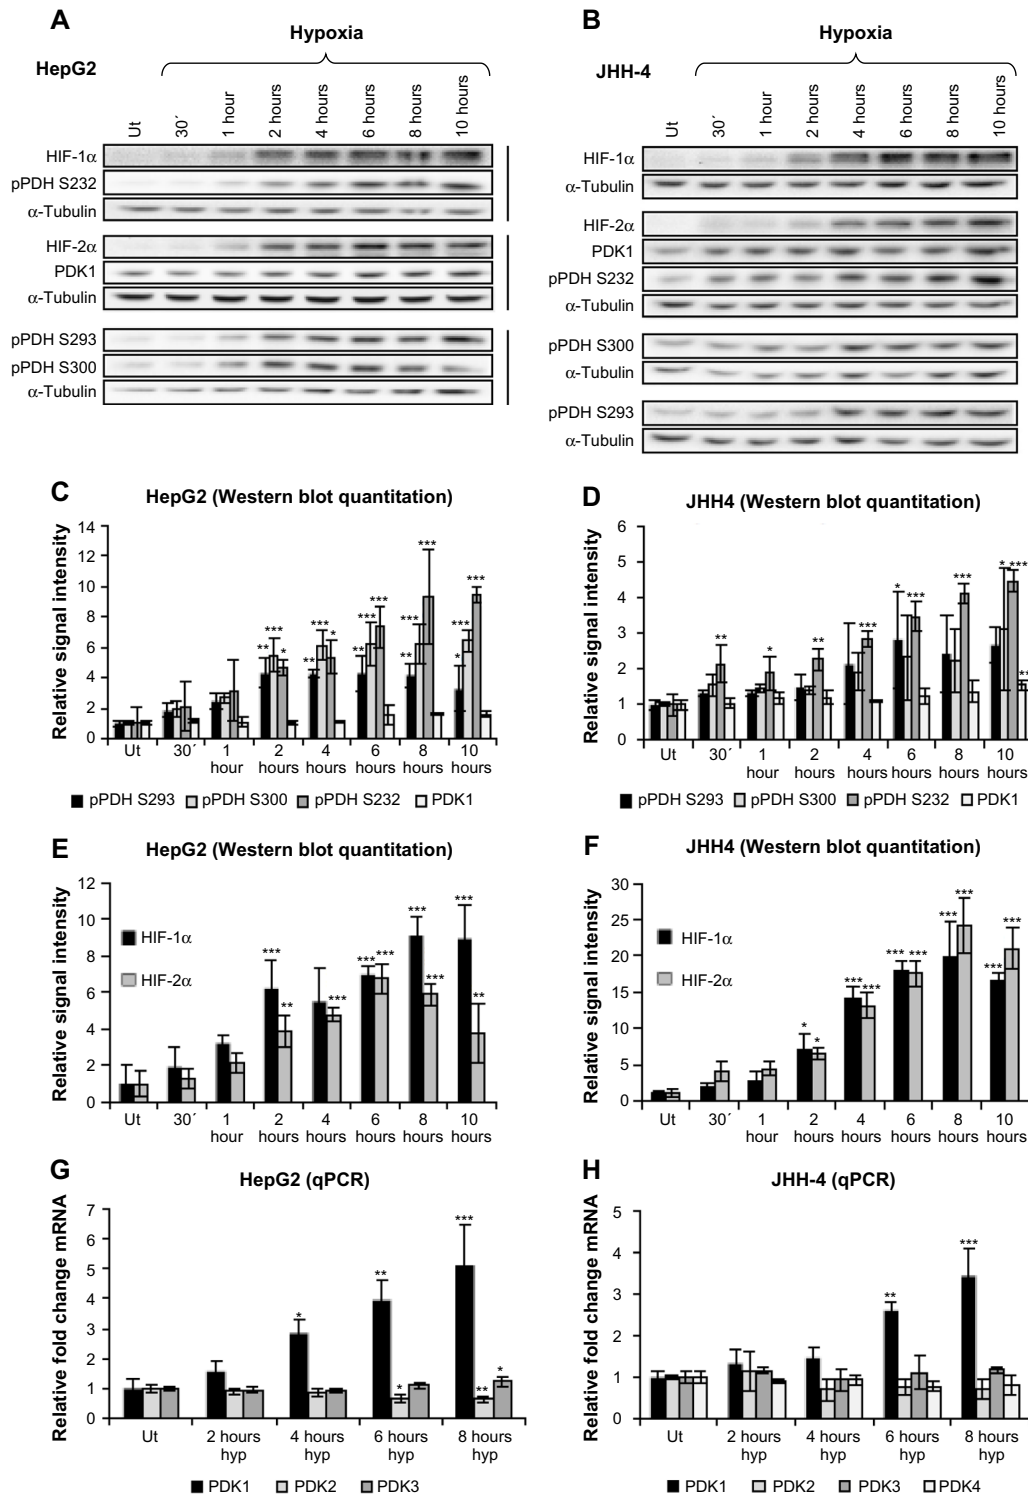 A
Hypoxia
HepG2
Ut
30´
1 hour
2 hours
4 hours
6 hours
8 hours
10 hours
HIF-1α
pPDH S232
α-Tubulin
HIF-2α
PDK1
α-Tubulin
pPDH S293
pPDH S300
α-Tubulin
B
Hypoxia
JHH-4
Ut
30´
1 hour
2 hours
4 hours
6 hours
8 hours
10 hours
HIF-1α
α-Tubulin
HIF-2α
PDK1
pPDH S232
α-Tubulin
pPDH S300
α-Tubulin
pPDH S293
α-Tubulin
C
HepG2 (Western blot quantitation)
Relative signal intensity
14
12
10
8
6
4
2
0
** *** *
** *** *
** *** ***
** *** ***
* *** ***
Ut 30´ 1 2 4 6 8 10
hour hours hours hours hours hours
pPDH S293 pPDH S300 pPDH S232 PDK1
D
JHH4 (Western blot quantitation)
Relative signal intensity
6
5
4
3
2
1
0
**
*
**
***
* ***
***
* *** **
Ut 30´ 1 2 4 6 8 10
hour hours hours hours hours hours
pPDH S293 pPDH S300 pPDH S232 PDK1
E
HepG2 (Western blot quantitation)
Relative signal intensity
12
10
8
6
4
2
0
HIF-1α
HIF-2α
*** **
***
*** ***
*** ***
*** **
Ut 30´ 1 2 4 6 8 10
hour hours hours hours hours hours
F
JHH4 (Western blot quantitation)
Relative signal intensity
30
25
20
15
10
5
0
HIF-1α
HIF-2α
* *
*** ***
*** ***
*** ***
*** ***
Ut 30´ 1 2 4 6 8 10
hour hours hours hours hours hours
G
HepG2 (qPCR)
Relative fold change mRNA
7
6
5
4
3
2
1
0
*
** *
*** ** *
Ut 2 hours 4 hours 6 hours 8 hours
hyp hyp hyp hyp
PDK1 PDK2 PDK3
H
JHH-4 (qPCR)
Relative fold change mRNA
5
4
3
2
1
0
**
***
Ut 2 hours 4 hours 6 hours 8 hours
hyp hyp hyp hyp
PDK1 PDK2 PDK3 PDK4